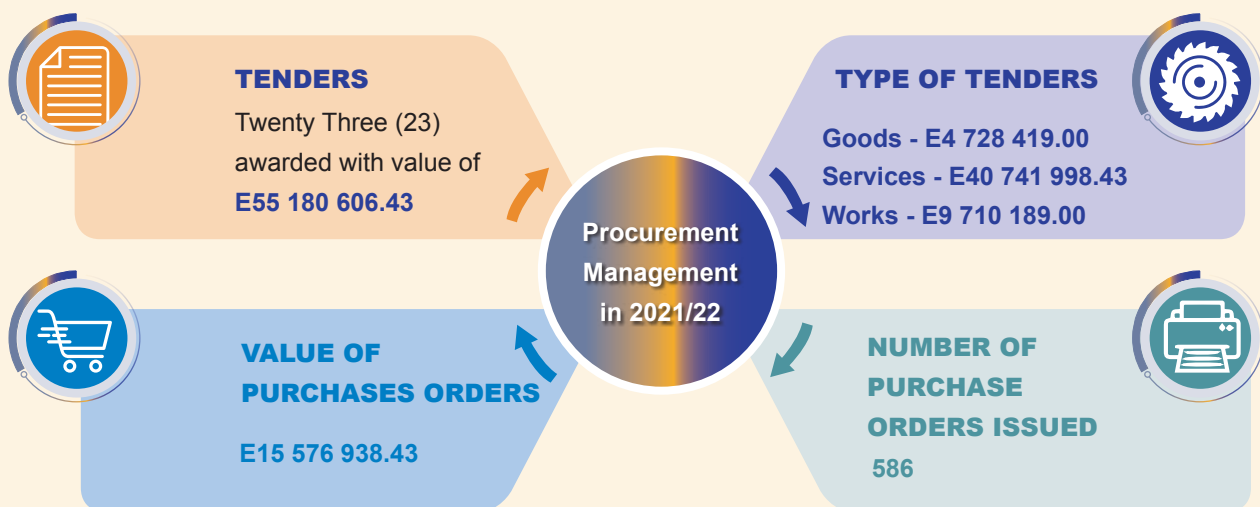 TENDERS
Twenty Three (23)
awarded with value of
E55 180 606.43
TYPE OF TENDERS
Goods - E4 728 419.00
Services - E40 741 998.43
Works - E9 710 189.00
Procurement
Management
in 2021/22
VALUE OF
PURCHASES ORDERS
E15 576 938.43
NUMBER OF
PURCHASE
ORDERS ISSUED
586